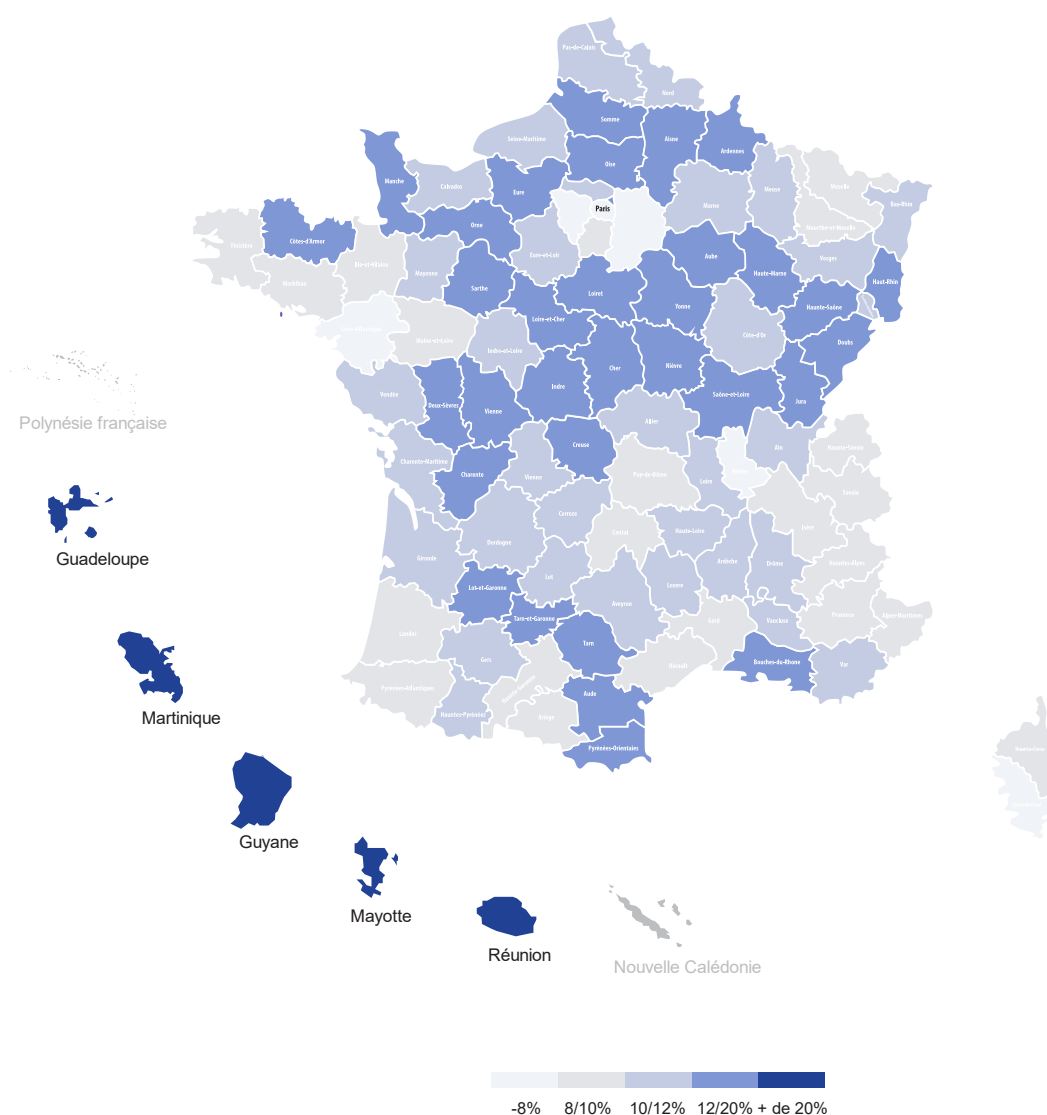 Pas-de-Calais
Nord
Somme
Seine-Maritime
Aisne
Ardennes
Oise
Manche
Calvados
Eure
Paris
Marne
Meuse
Moselle
Meurthe-et-Moselle
Bas-Rhin
Orne
Finistère
Côtes-d'Armor
Ille-et-Vilaine
Mayenne
Eure-et-Loir
Aube
Vosges
Haute-Marne
Haut-Rhin
Morbihan
Sarthe
Loiret
Yonne
Haunte-Saône
Loire-et-Cher
Maine-et-Loire
Indre-et-Loire
Côte-d'Or
Doubs
Cher
Nièvre
Indre
Vendée
Deux-Sèvres
Vienne
Saône-et-Loire
Jura
Allier
Creuse
Ain
Charente-Maritime
Charente
Vienne
Puy-de-Dôme
Loire
Haute-Savoie
Savoie
Correze
Cantal
Haute-Loire
Isère
Gironde
Dordogne
Ardèche
Drôme
Hautes-Alpes
Lot-et-Garonne
Lot
Aveyron
Lozere
Tarn-et-Garonne
Gard
Vaucluse
Provence
Alpes-Maritimes
Landes
Gers
Tarn
Hérault
Bouches-du-Rhone
Var
Pyrénées-Atlantiques
Hauntes-Pyrénées
Ariège
Aude
Pyrénées-Orientales
Polynésie française
Guadeloupe
Martinique
Guyane
Mayotte
Réunion
Nouvelle Calédonie
-8% 8/10% 10/12% 12/20% + de 20%